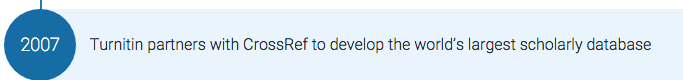 2007 Turnitin partners with CrossRef to develop the world's largest scholarly database